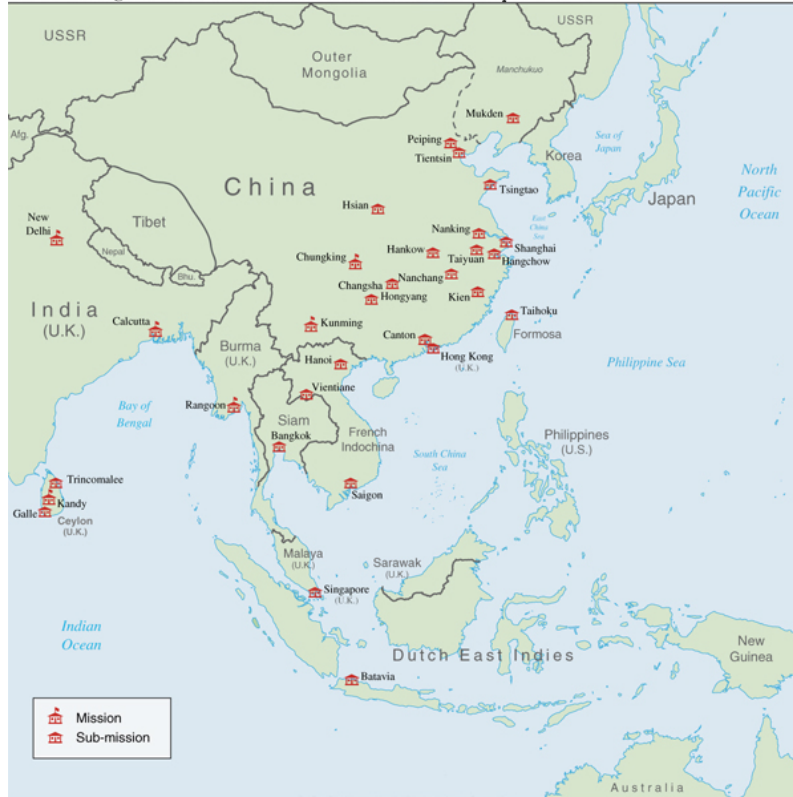 USSR
USSR
Outer
Mongolia
Manchukuo
Mukden
Afg.
Peiping
Tientsin
Sea of
Japan
Korea
North
Pacific
Ocean
China
Tsingtao
Japan
Hsian
New
Delhi
Tibet
East
China
Sea
Nanking
Shanghai
Nepal
Hankow
Taiyuan
Hangchow
Chungking
Bhu.
Nanchang
Changsha
Hongyang
Kien
India
(U.K.)
Calcutta
Kunming
Taihoku
Burma
(U.K.)
Canton
Formosa
Hong Kong
(U.K.)
Hanoi
Philippine Sea
Vientiane
Bay of
Bengal
Rangoon
Siam
Bangkok
French
Indochina
Philippines
(U.S.)
South China
Sea
Trincomalee
Saigon
Kandy
Galle
Ceylon
(U.K.)
Malaya
(U.K.)
Sarawak
(U.K.)
Singapore
(U.K.)
Indian
Ocean
Dutch East Indies
New
Guinea
Batavia
Mission
Sub-mission
Australia